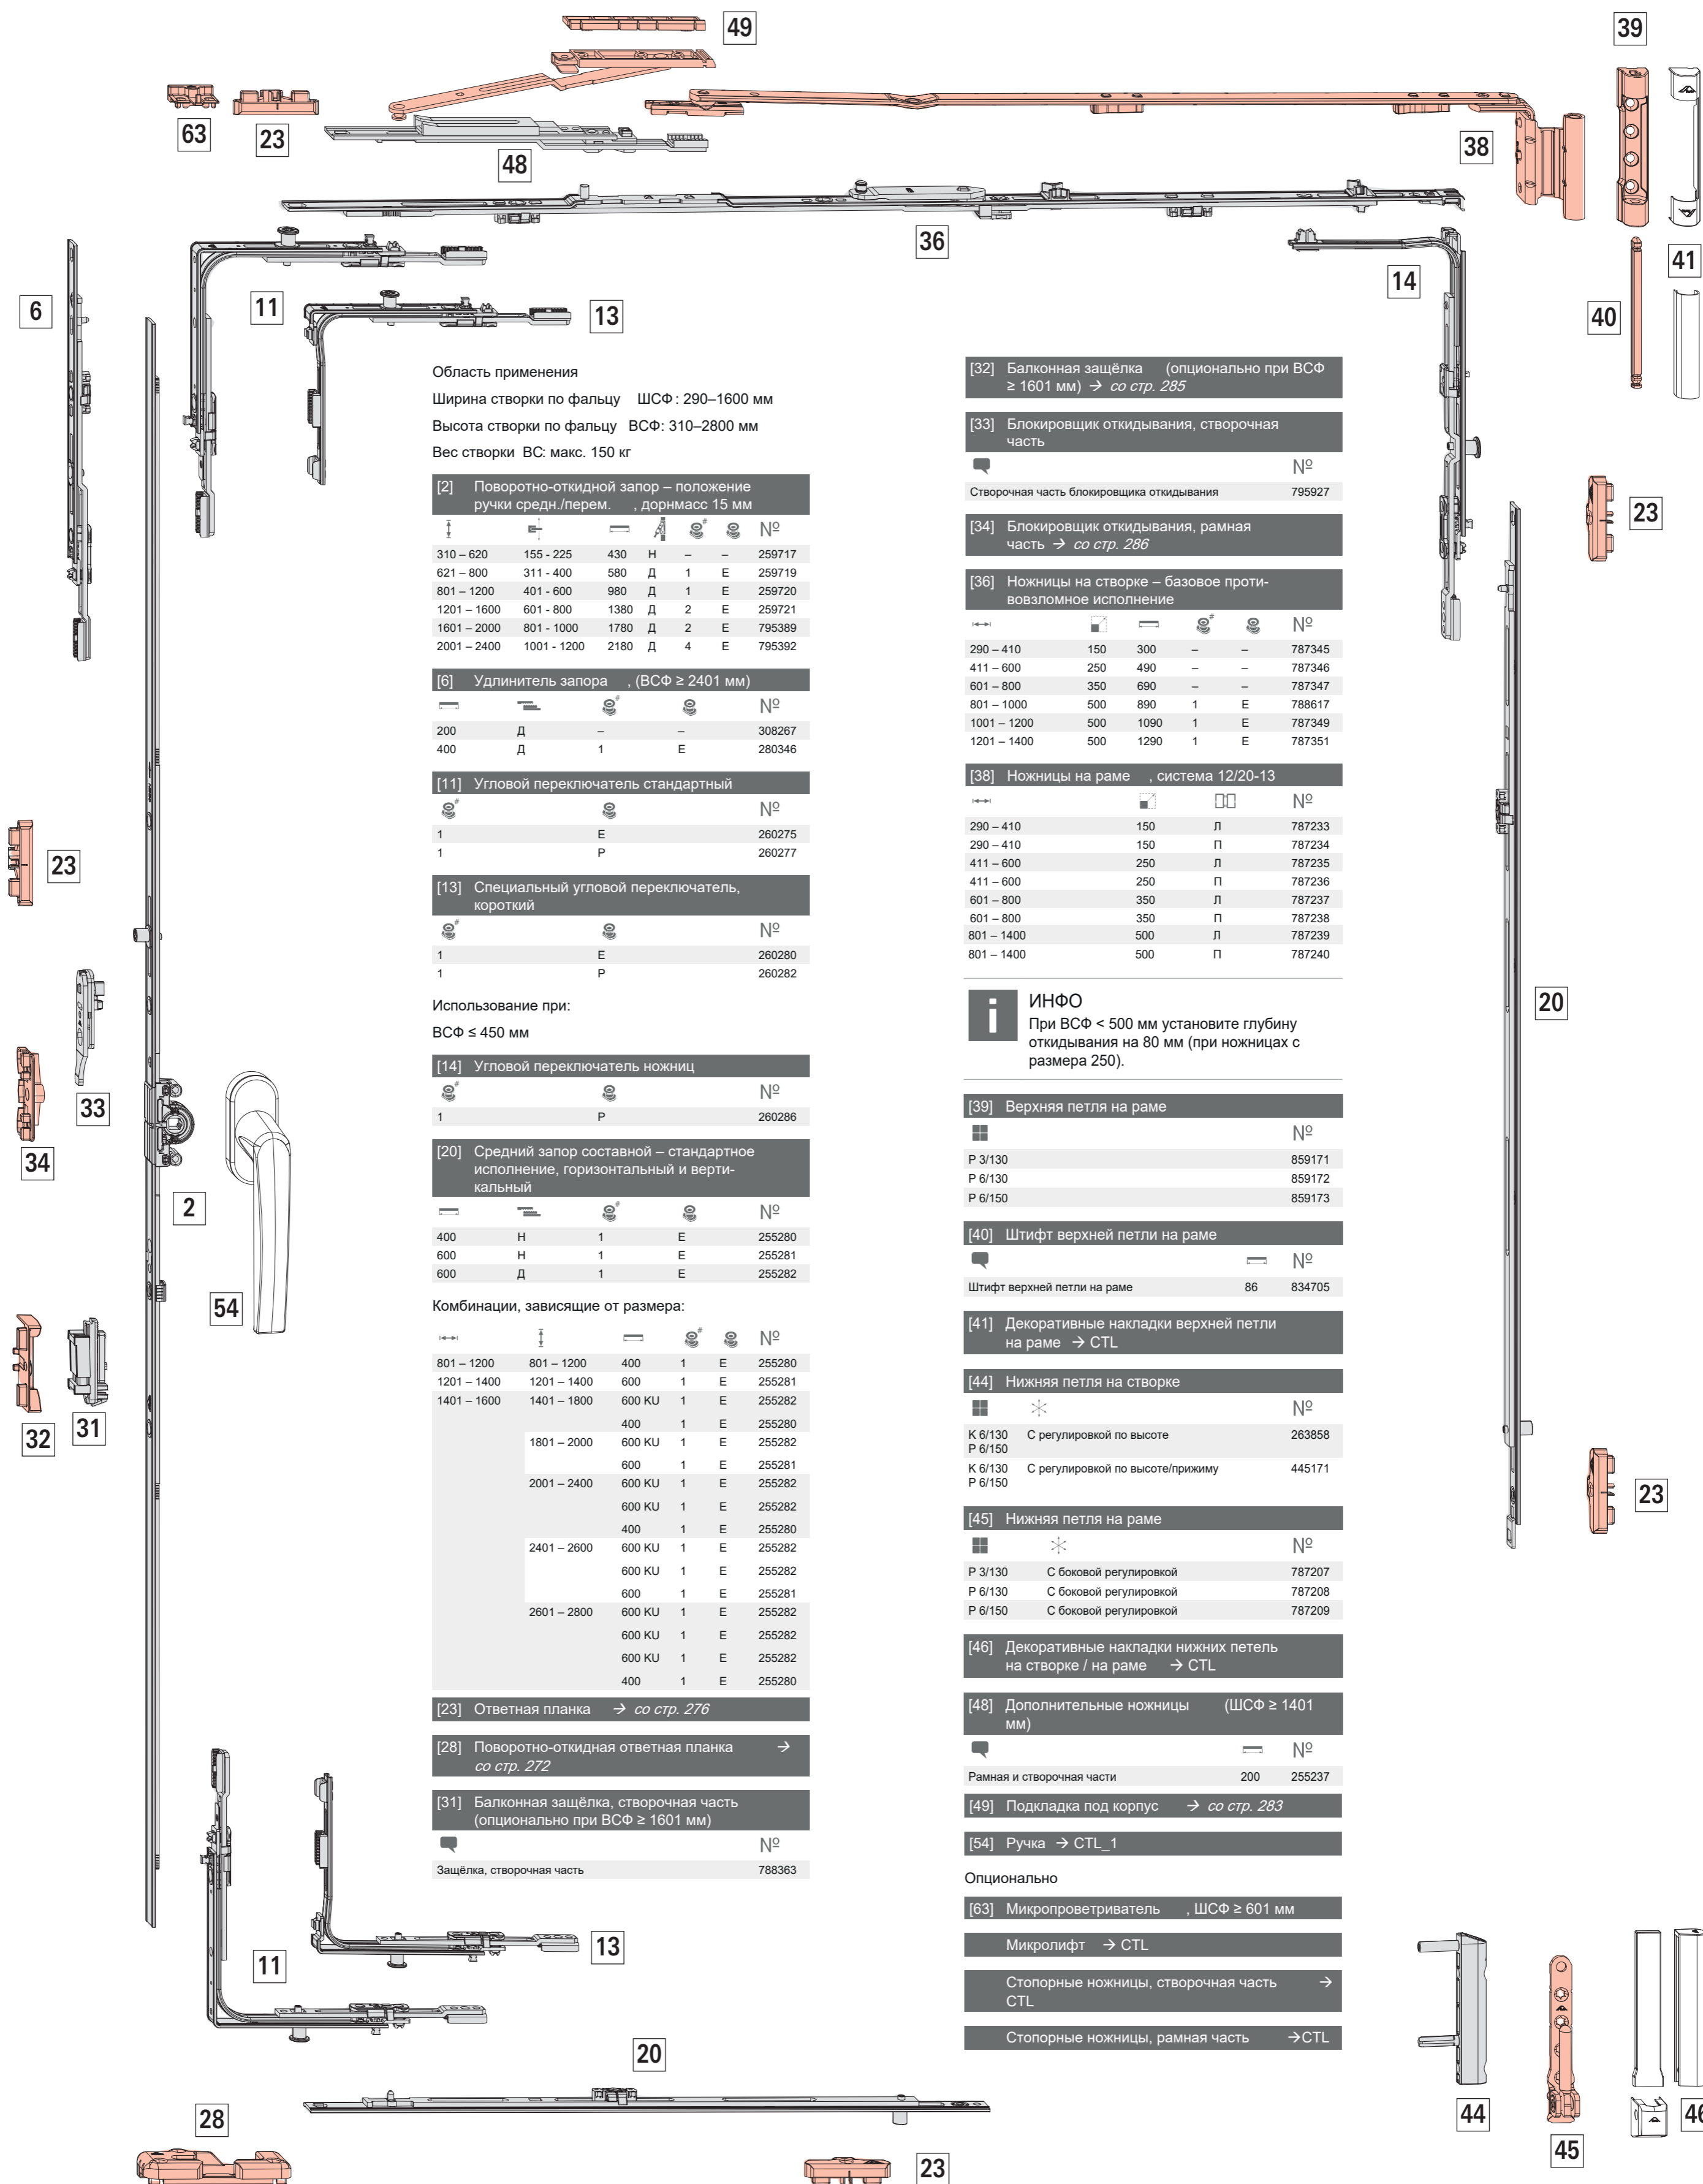 49
39
63
23
48
38
36
41
14
6
11
13
40
Область применения
Ширина створки по фальцу ШСФ : 290–1600 мм
Высота створки по фальцу ВСФ: 310–2800 мм
Вес створки ВС: макс. 150 кг
[2] Поворотно-откидной запор – положение
ручки средн./перем. , дорнмасс 15 мм
№
310 – 620 155 - 225 430 Н – – 259717
621 – 800 311 - 400 580 Д 1 E 259719
801 – 1200 401 - 600 980 Д 1 E 259720
1201 – 1600 601 - 800 1380 Д 2 E 259721
1601 – 2000 801 - 1000 1780 Д 2 E 795389
2001 – 2400 1001 - 1200 2180 Д 4 E 795392
[6] Удлинитель запора , (ВСФ ≥ 2401 мм)
# №
200 Д – – 308267
400 Д 1 E 280346
[11] Угловой переключатель стандартный
# №
1 E 260275
1 P 260277
[13] Специальный угловой переключатель,
короткий
# №
1 E 260280
1 P 260282
Использование при:
ВСФ ≤ 450 мм
[14] Угловой переключатель ножниц
# №
1 P 260286
[20] Средний запор составной – стандартное
исполнение, горизонтальный и верти-
кальный
# №
400 Н 1 E 255280
600 Н 1 E 255281
600 Д 1 E 255282
Комбинации, зависящие от размера:
# №
801 – 1200 801 – 1200 400 1 E 255280
1201 – 1400 1201 – 1400 600 1 E 255281
1401 – 1600 1401 – 1800 600 KU 1 E 255282
400 1 E 255280
1801 – 2000 600 KU 1 E 255282
600 1 E 255281
2001 – 2400 600 KU 1 E 255282
600 KU 1 E 255282
400 1 E 255280
2401 – 2600 600 KU 1 E 255282
600 KU 1 E 255282
600 1 E 255281
2601 – 2800 600 KU 1 E 255282
600 KU 1 E 255282
600 KU 1 E 255282
400 1 E 255280
[23] Ответная планка → со стр. 276
[28] Поворотно-откидная ответная планка →
со стр. 272
[31] Балконная защёлка, створочная часть
(опционально при ВСФ ≥ 1601 мм)
№
Защёлка, створочная часть 788363
[32] Балконная защёлка (опционально при ВСФ
≥ 1601 мм) → со стр. 285
[33] Блокировщик откидывания, створочная
часть
№
Створочная часть блокировщика откидывания 795927
[34] Блокировщик откидывания, рамная
часть → со стр. 286
[36] Ножницы на створке – базовое проти-
вовзломное исполнение
# №
290 – 410 150 300 – – 787345
411 – 600 250 490 – – 787346
601 – 800 350 690 – – 787347
801 – 1000 500 890 1 E 788617
1001 – 1200 500 1090 1 E 787349
1201 – 1400 500 1290 1 E 787351
[38] Ножницы на раме , система 12/20-13
№
290 – 410 150 Л 787233
290 – 410 150 П 787234
411 – 600 250 Л 787235
411 – 600 250 П 787236
601 – 800 350 Л 787237
601 – 800 350 П 787238
801 – 1400 500 Л 787239
801 – 1400 500 П 787240
i
ИНФО
При ВСФ < 500 мм установите глубину
откидывания на 80 мм (при ножницах с
размера 250).
[39] Верхняя петля на раме
№
P 3/130 859171
P 6/130 859172
P 6/150 859173
[40] Штифт верхней петли на раме
№
Штифт верхней петли на раме 86 834705
[41] Декоративные накладки верхней петли
на раме → CTL
[44] Нижняя петля на створке
№
K 6/130 С регулировкой по высоте 263858
P 6/150
K 6/130 С регулировкой по высоте/прижиму 445171
P 6/150
[45] Нижняя петля на раме
№
P 3/130 С боковой регулировкой 787207
P 6/130 С боковой регулировкой 787208
P 6/150 С боковой регулировкой 787209
[46] Декоративные накладки нижних петель
на створке / на раме → CTL
[48] Дополнительные ножницы (ШСФ ≥ 1401
мм)
№
Рамная и створочная части 200 255237
[49] Подкладка под корпус → со стр. 283
[54] Ручка → CTL_1
Опционально
[63] Микропроветриватель , ШСФ ≥ 601 мм
Микролифт → CTL
Стопорные ножницы, створочная часть →
CTL
Стопорные ножницы, рамная часть →CTL
23
23
20
33
34
2
54
31
32
23
11
13
20
28
23
44
45
46